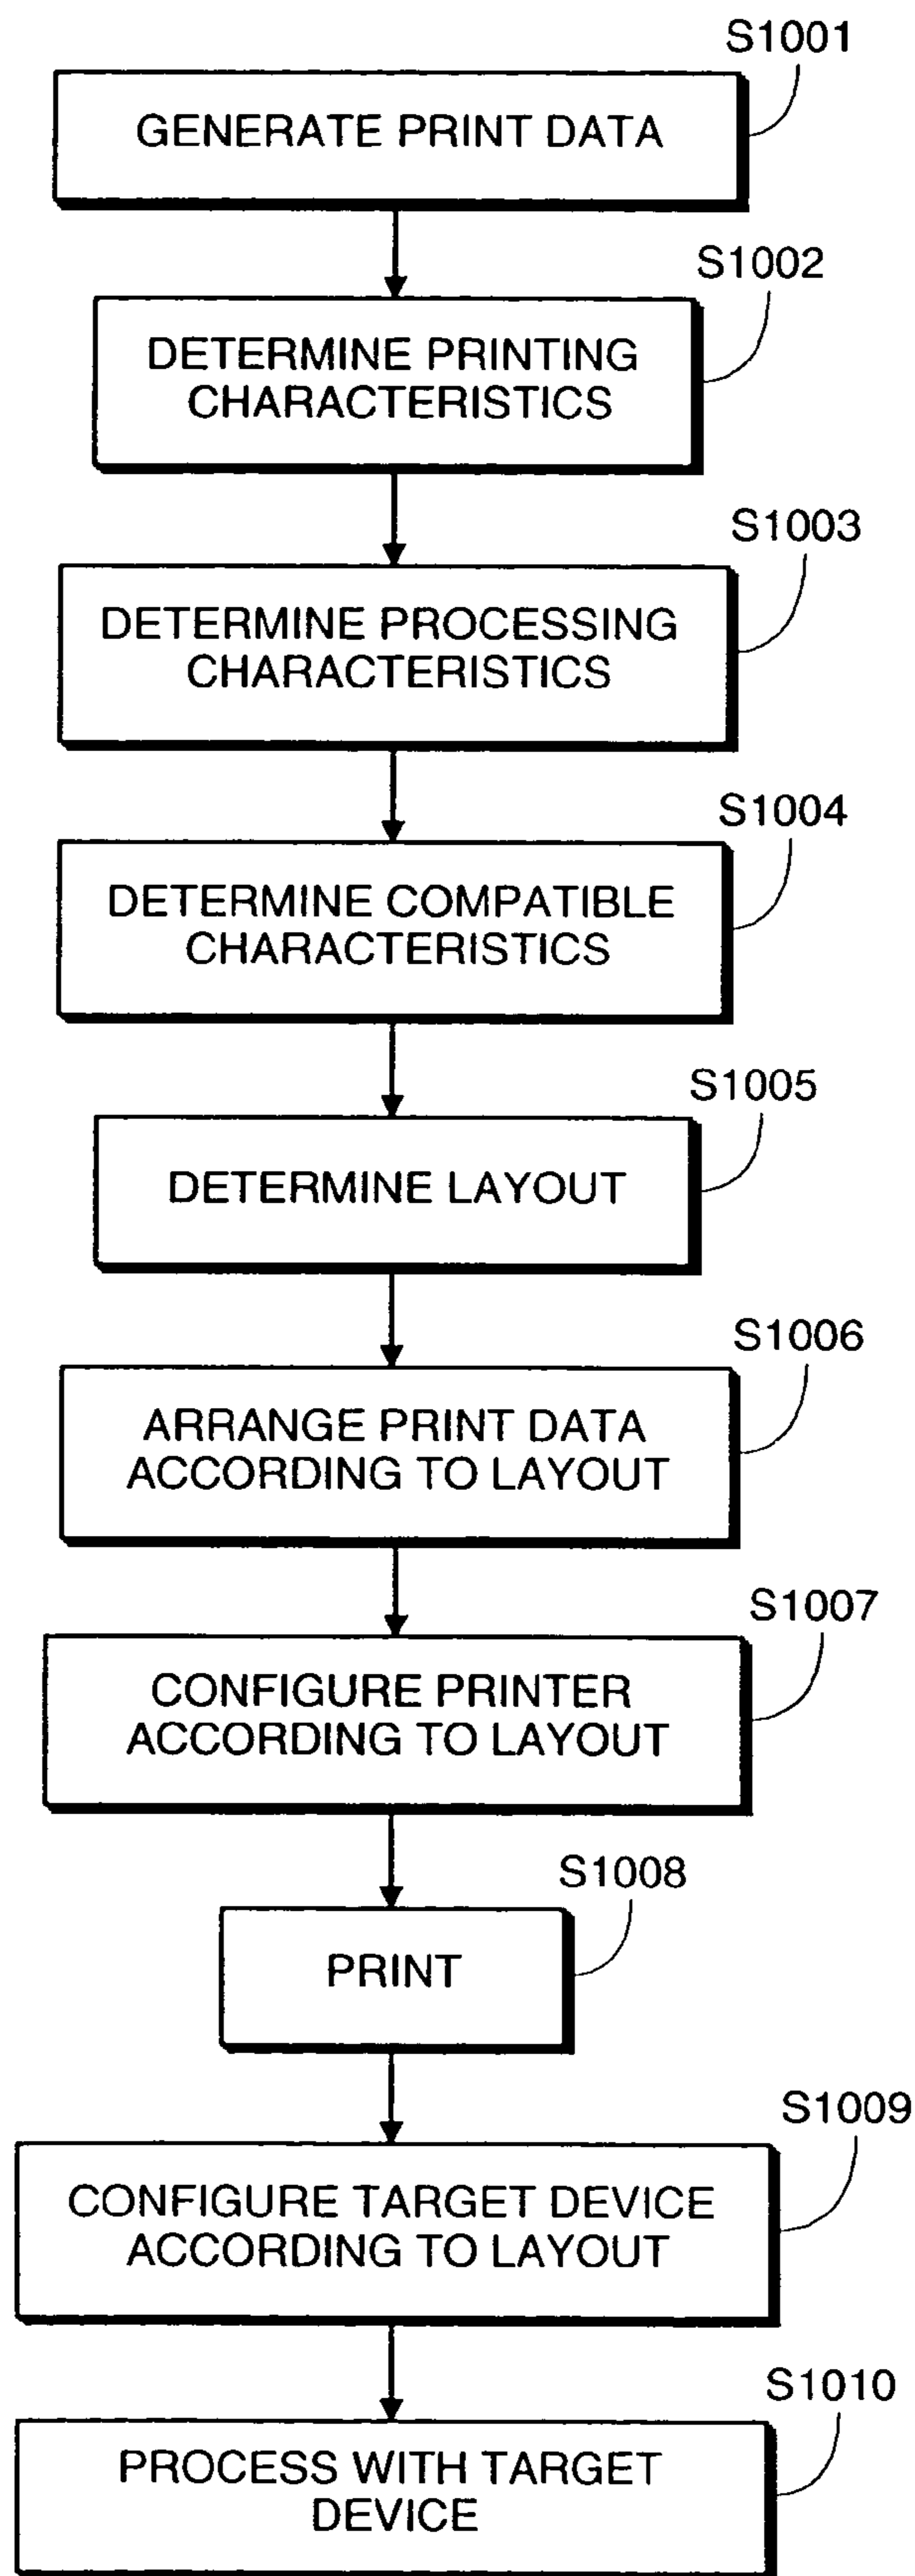 S1001
GENERATE PRINT DATA
S1002
DETERMINE PRINTING
CHARACTERISTICS
S1003
DETERMINE PROCESSING
CHARACTERISTICS
S1004
DETERMINE COMPATIBLE
CHARACTERISTICS
S1005
DETERMINE LAYOUT
S1006
ARRANGE PRINT DATA
ACCORDING TO LAYOUT
S1007
CONFIGURE PRINTER
ACCORDING TO LAYOUT
S1008
PRINT
S1009
CONFIGURE TARGET DEVICE
ACCORDING TO LAYOUT
S1010
PROCESS WITH TARGET
DEVICE